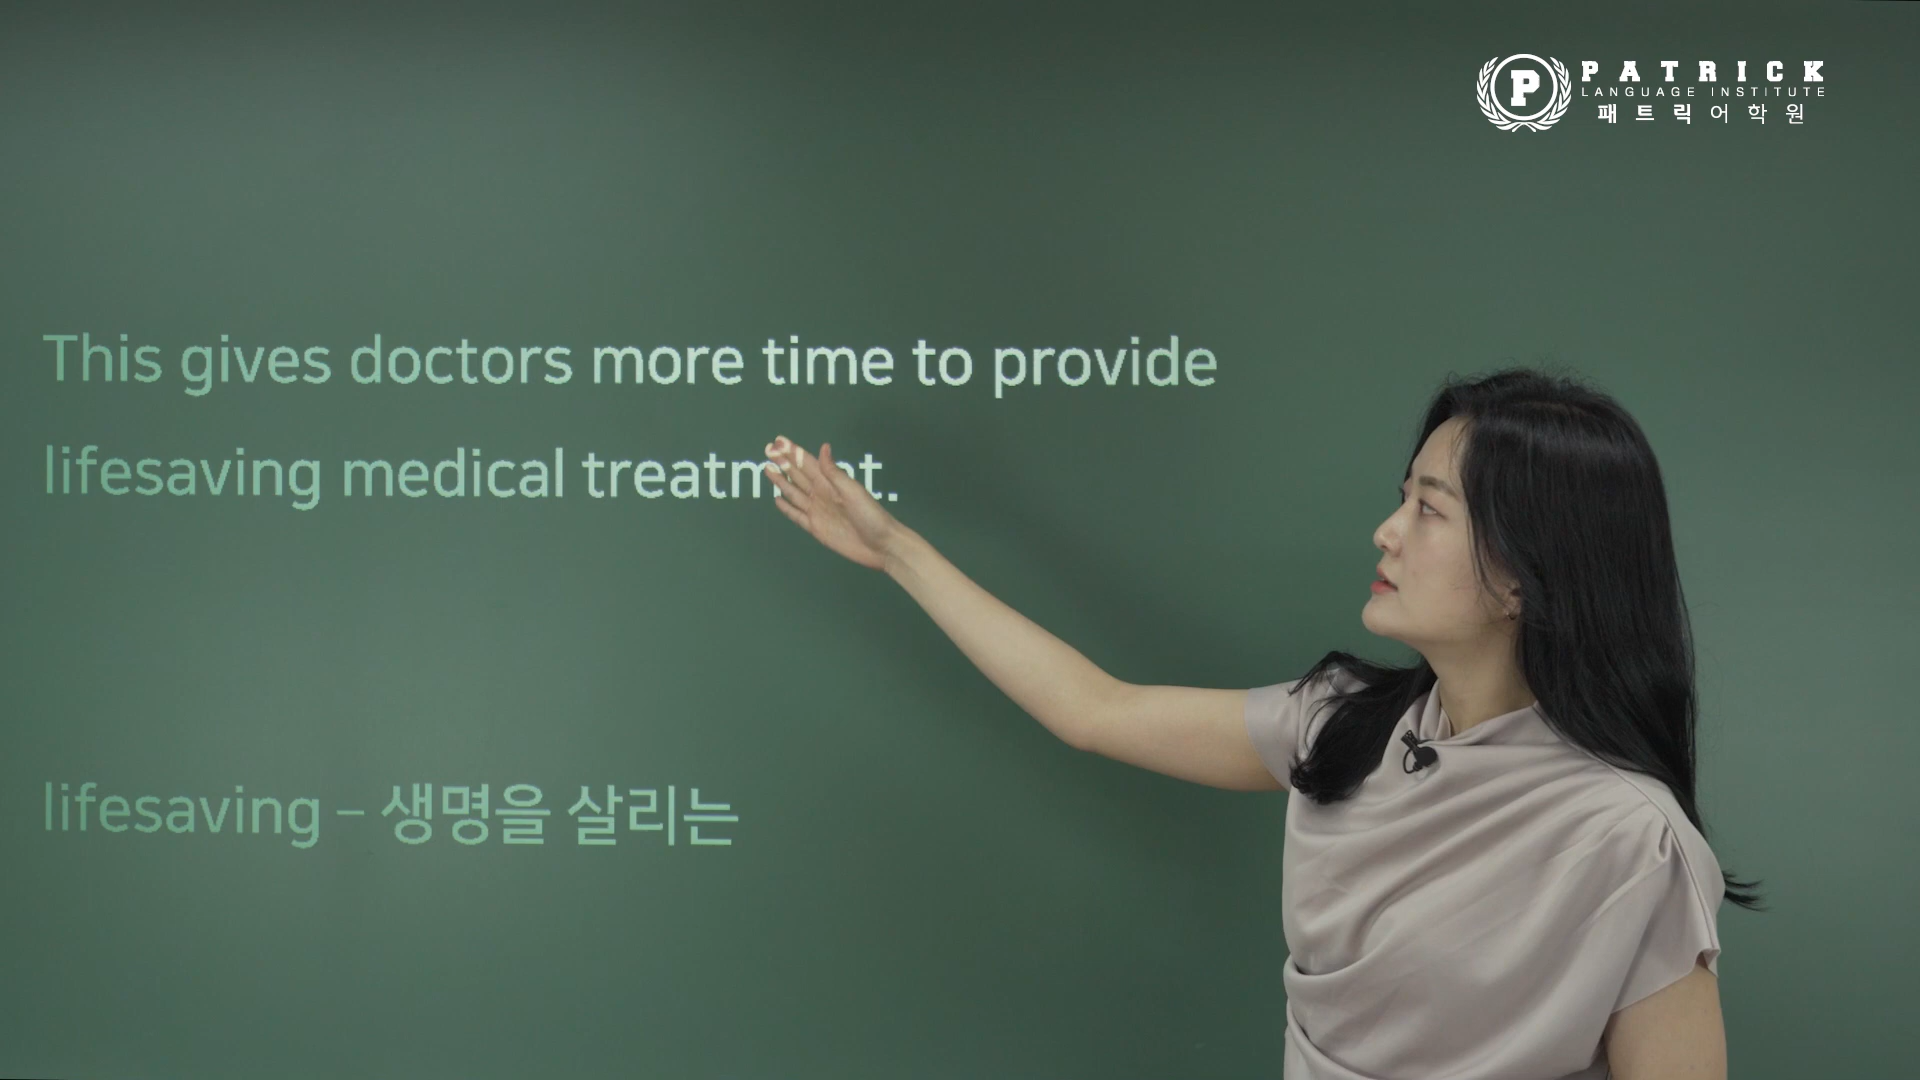 P
PATRICK
LANGUAGE INSTITUTE
패트릭어학원
This gives doctors more time to provide
lifesaving medical treatment.
lifesaving – 생명을 살리는